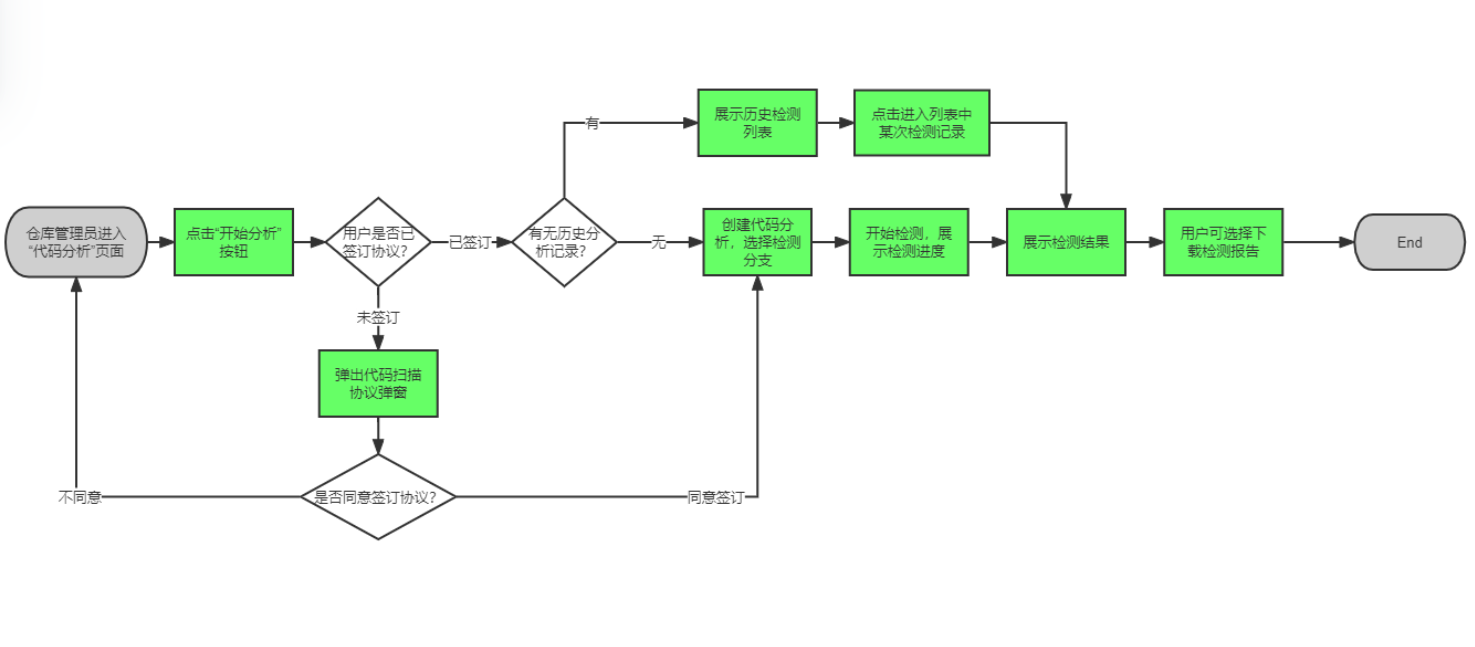 仓库管理员进入
“代码分析”页面
点击“开始分析”
按钮
用户是否已
签订协议？
已签订
有无历史分
析记录？
有
展示历史检测
列表
点击进入列表中
某次检测记录
无
创建代码分
析，选择检测
分支
开始检测，展
示检测进度
展示检测结果
用户可选择下
载检测报告
End
未签订
弹出代码扫描
协议弹窗
是否同意签订协议？
不同意
同意签订